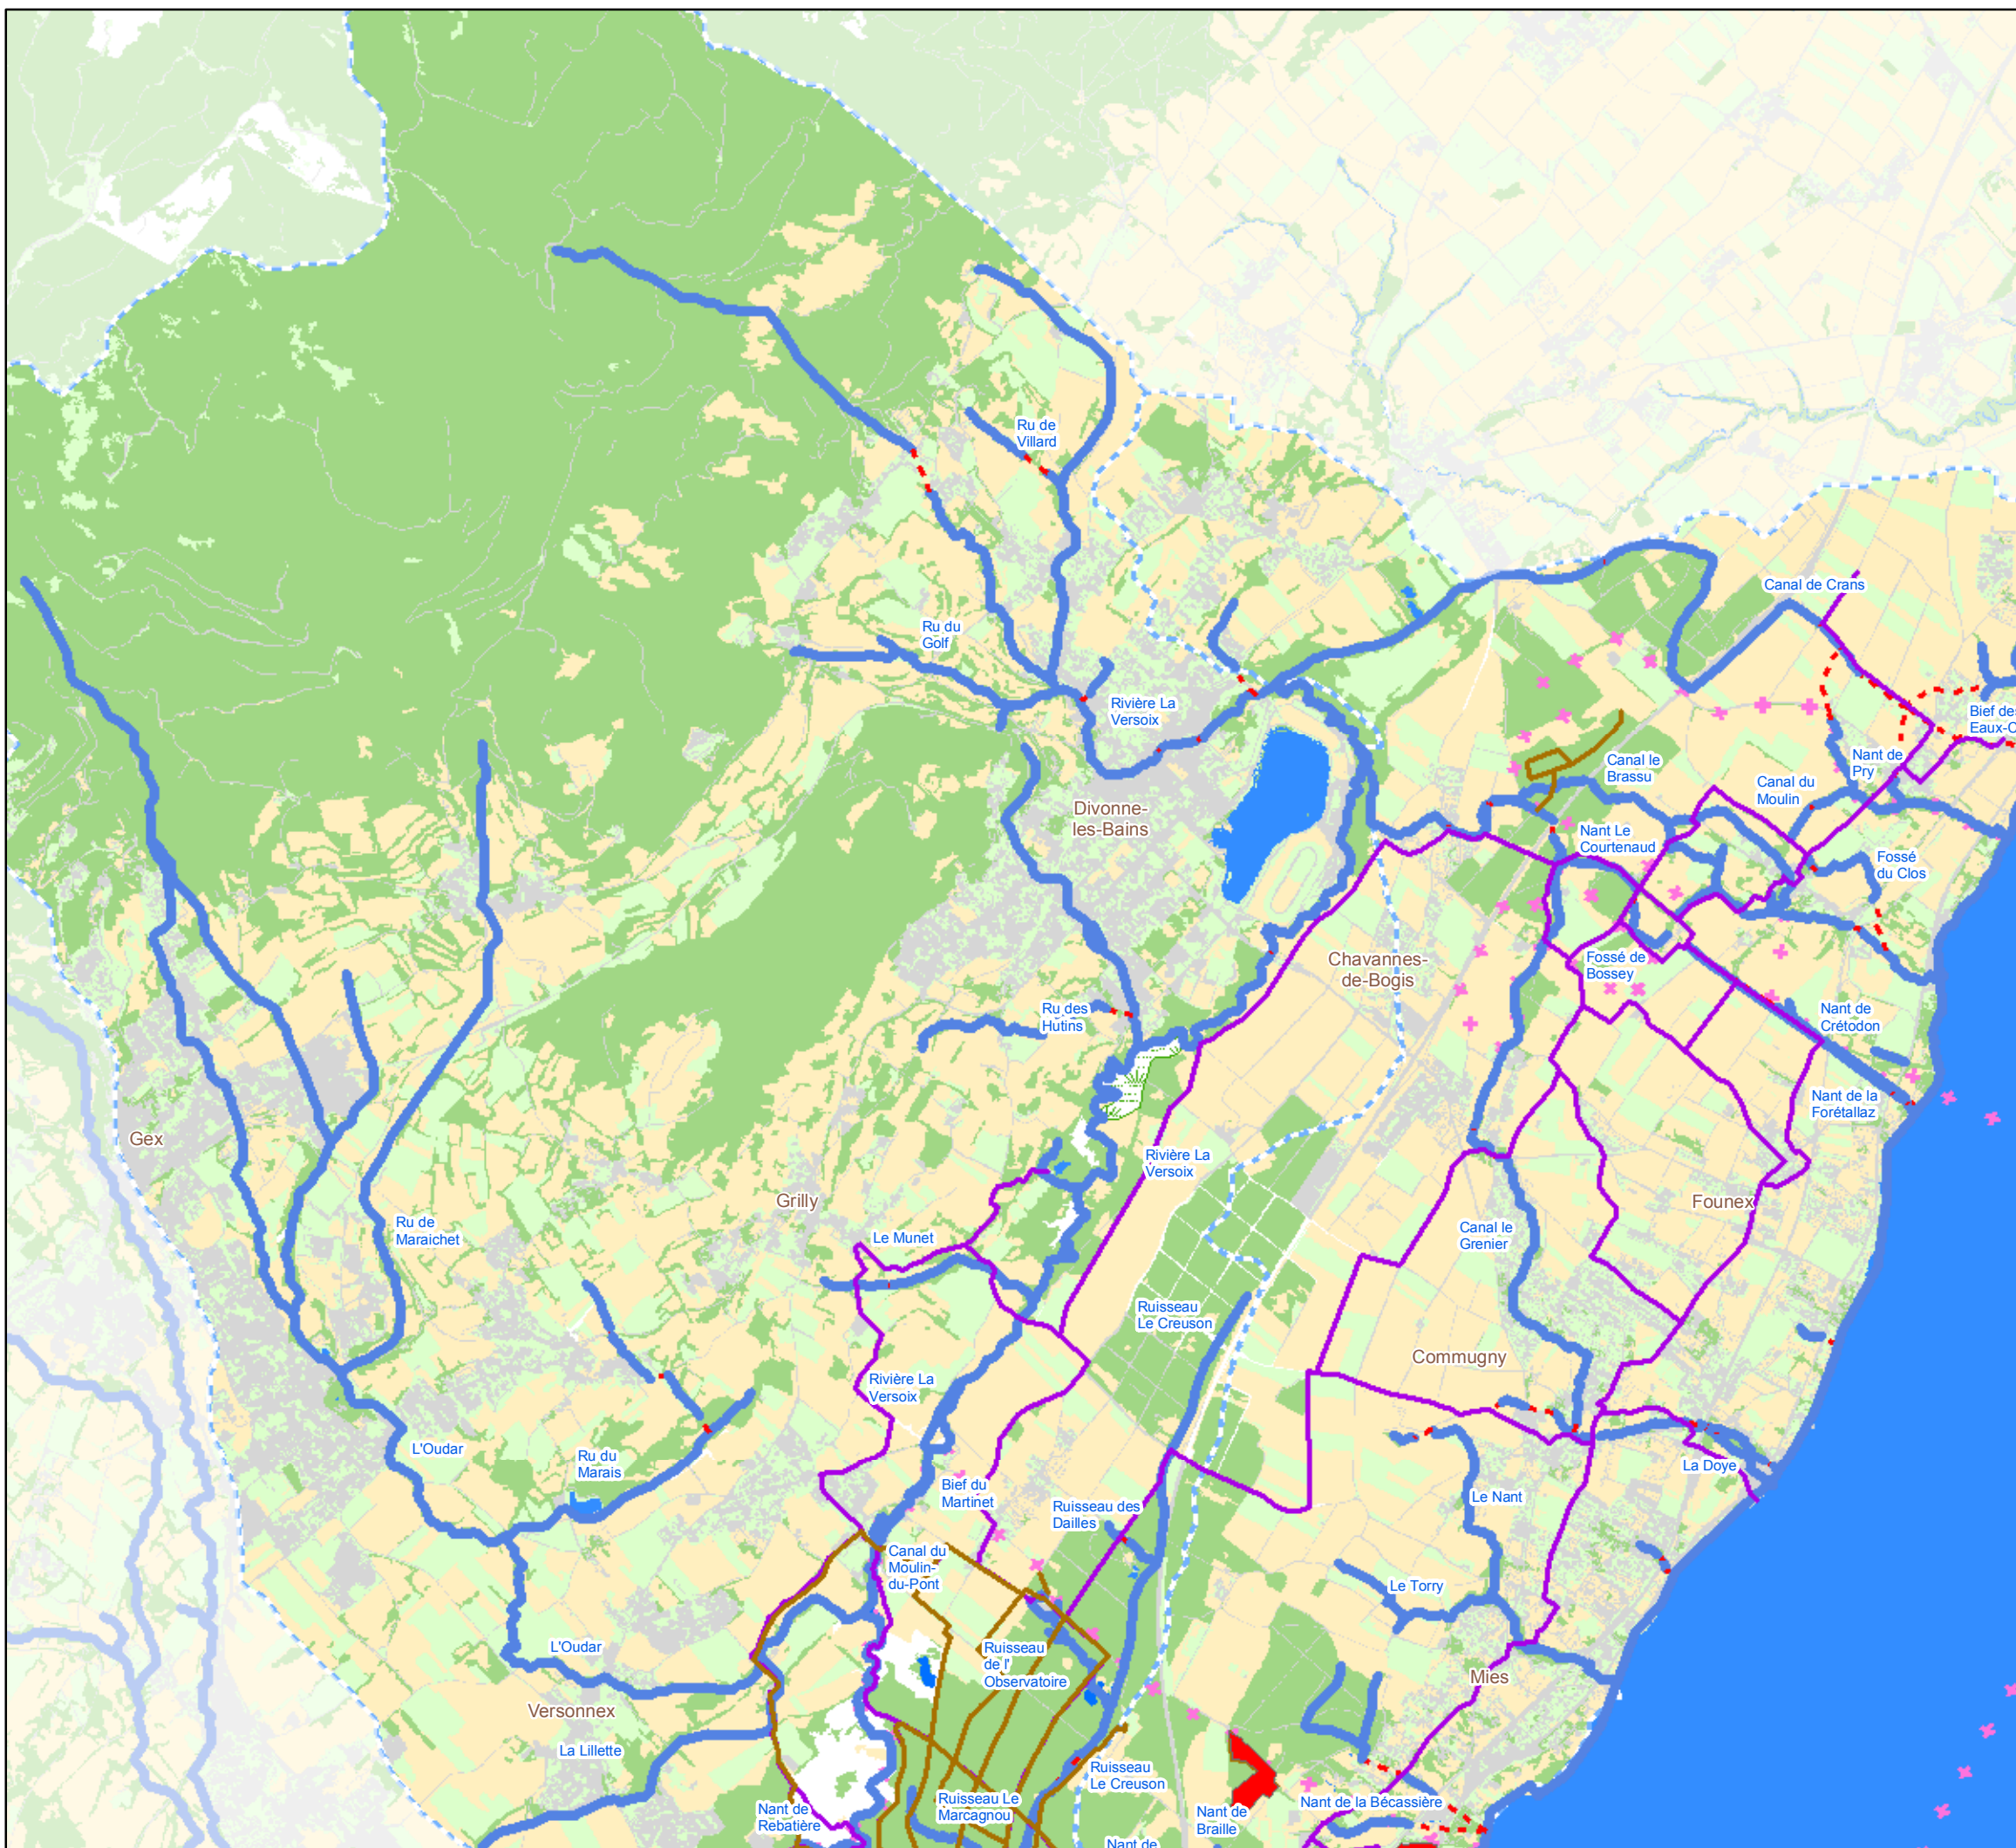 Ru de
Villard
Canal de Crans
Ru du
Golf
Rivière La
Versoix
Bief des
Eaux-C
Canal le
Brassu
Nant de
Pry
Canal du
Moulin
Divonne-
les-Bains
Nant Le
Courtenaud
Fossé
du Clos
Chavannes-
de-Bogis
Fossé de
Bossey
Ru des
Hutins
Nant de
Crétodon
Nant de la
Forétallaz
Gex
Rivière La
Versoix
Grilly
Founex
Ru de
Maraichet
Le Munet
Canal le
Grenier
Ruisseau
Le Creuson
Commugny
Rivière La
Versoix
L'Oudar
Ru du
Marais
La Doye
Bief du
Martinet
Le Nant
Ruisseau des
Dailles
Canal du
Moulin-
du-Pont
Le Torry
L'Oudar
Ruisseau
de l'
Observatoire
Mies
Versonnex
La Lillette
Ruisseau
Le Creuson
Nant de
Rebatière
Ruisseau Le
Marcagnou
Nant de
Braille
Nant de la Bécassière
Nant de